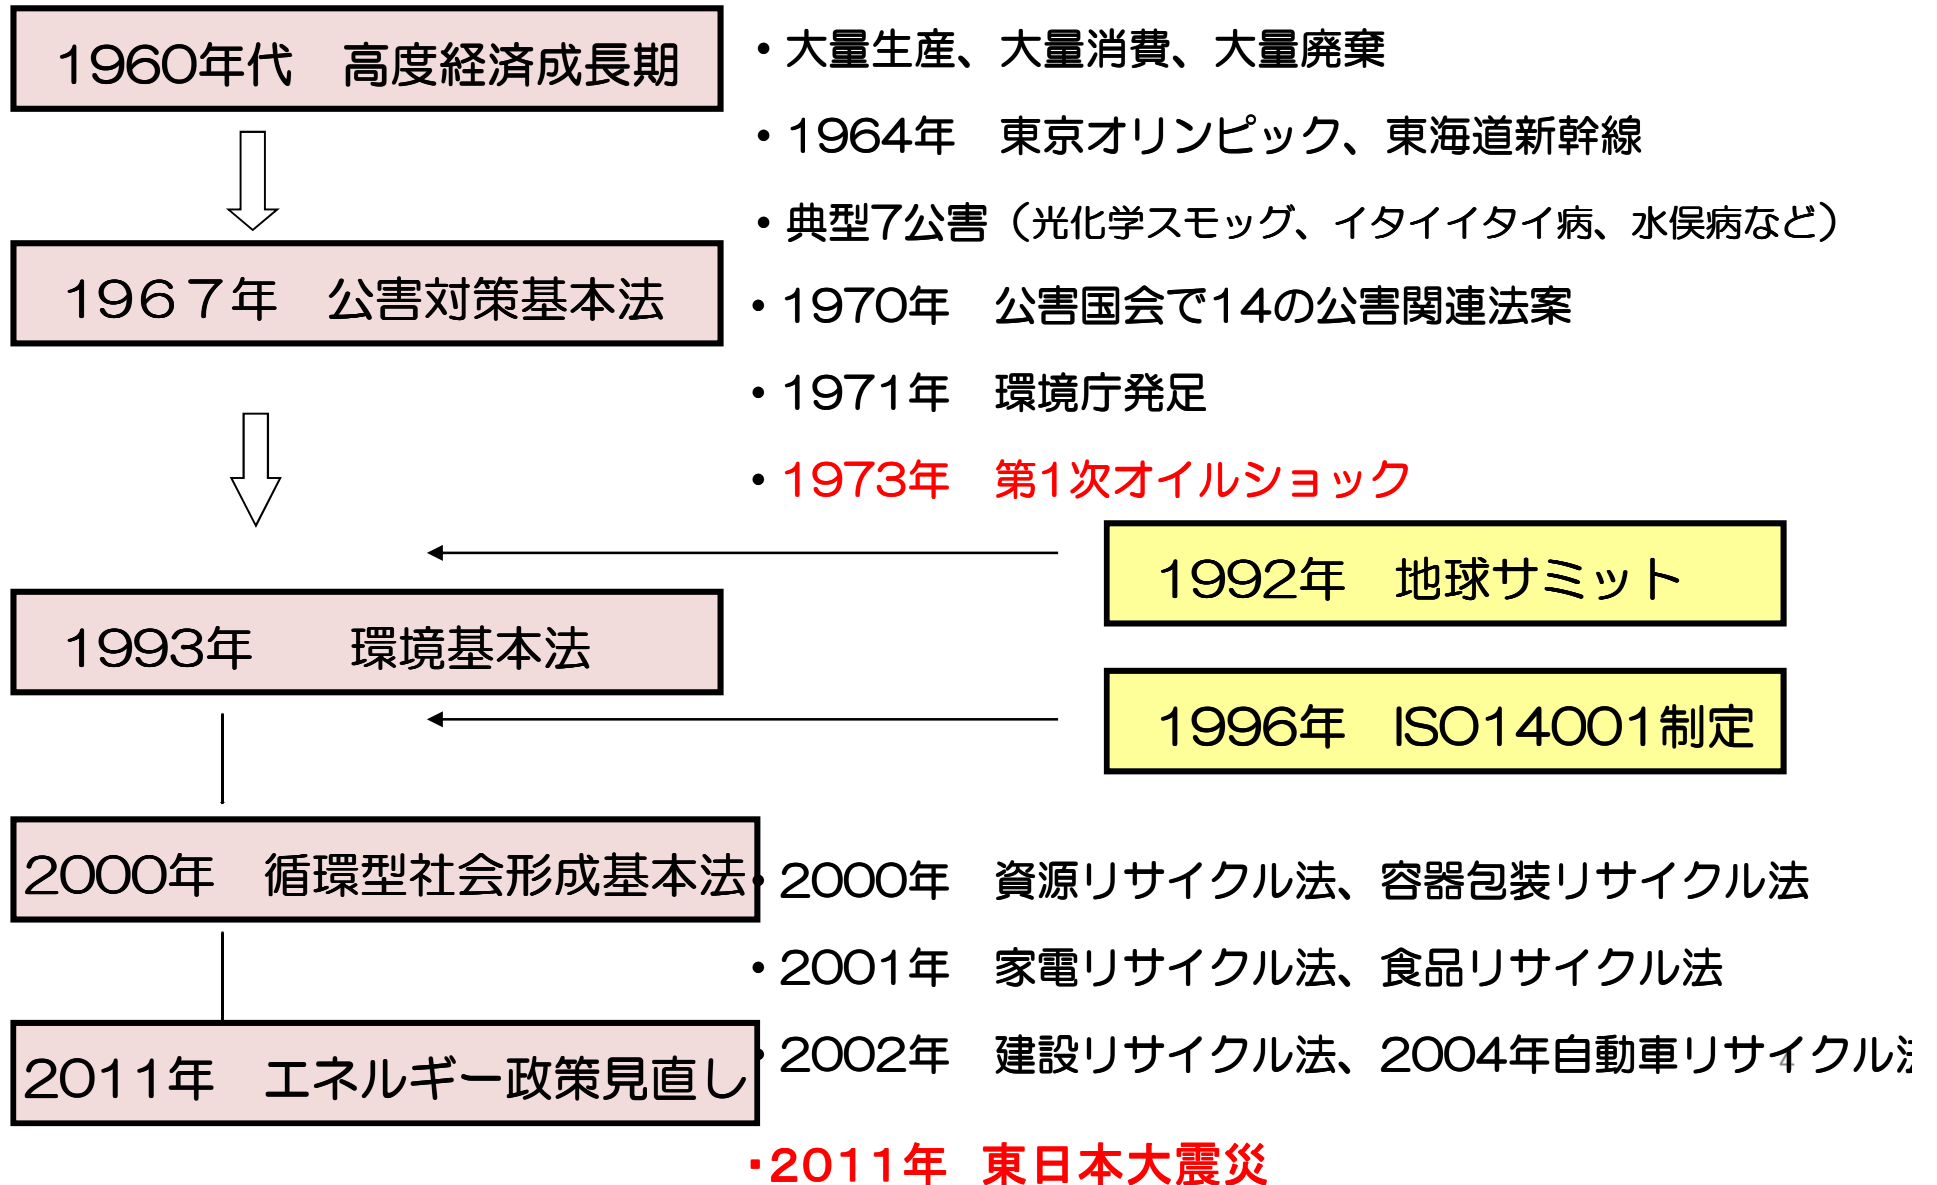 1960年代　高度経済成長期
・大量生産、大量消費、大量廃棄
・1964年　東京オリンピック、東海道新幹線
・典型7公害（光化学スモッグ、イタイイタイ病、水俣病など）
196７年　公害対策基本法
・1970年　公害国会で14の公害関連法案
・1971年　環境庁発足
・1973年　第1次オイルショック
1992年　地球サミット
1993年　　環境基本法
1996年　ISO14001制定
2000年　循環型社会形成基本法
・2000年　資源リサイクル法、容器包装リサイクル法
・2001年　家電リサイクル法、食品リサイクル法
・2002年　建設リサイクル法、2004年自動車リサイクル法
4
2011年　エネルギー政策見直し
・2011年　東日本大震災